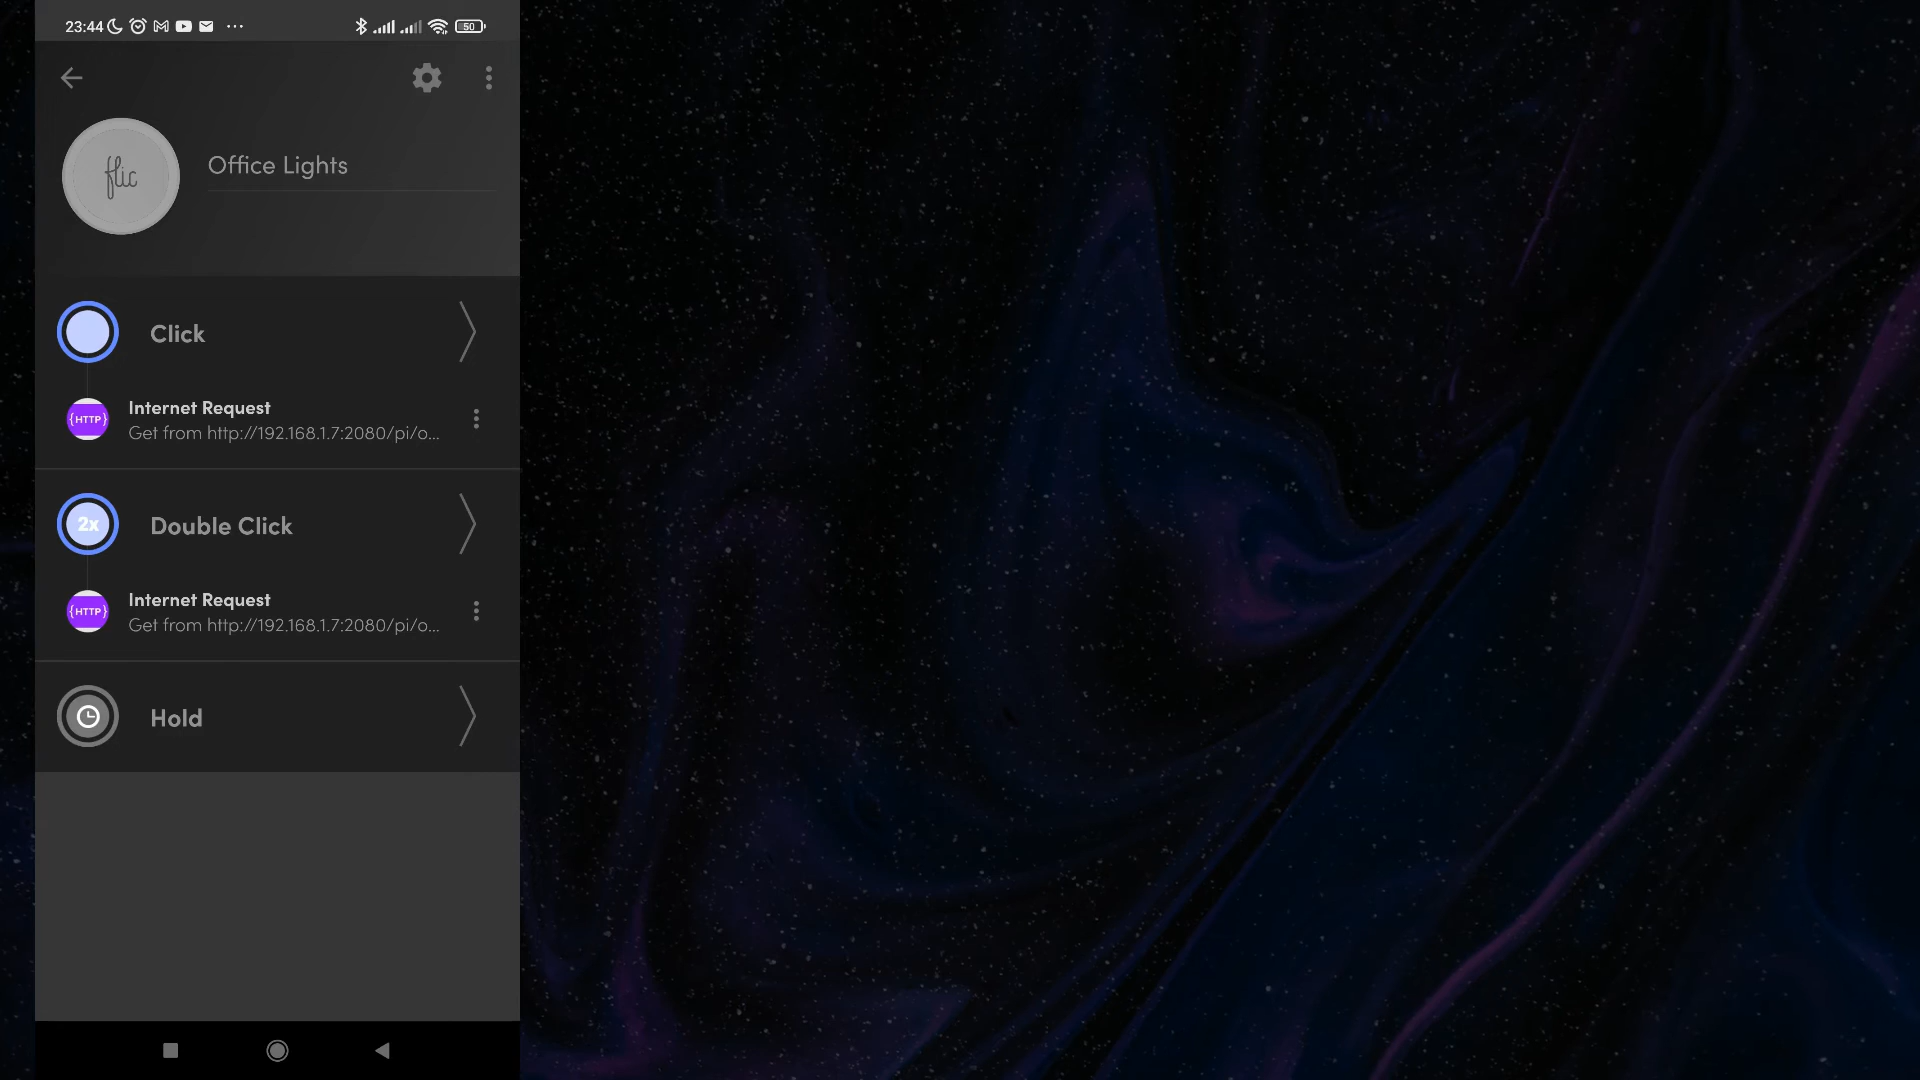 23:44
50
flic
Office Lights
Click
{HTTP}
Internet Request
Get from http://192.168.1.7:2080/pi/o...
2x
Double Click
{HTTP}
Internet Request
Get from http://192.168.1.7:2080/pi/o...
Hold